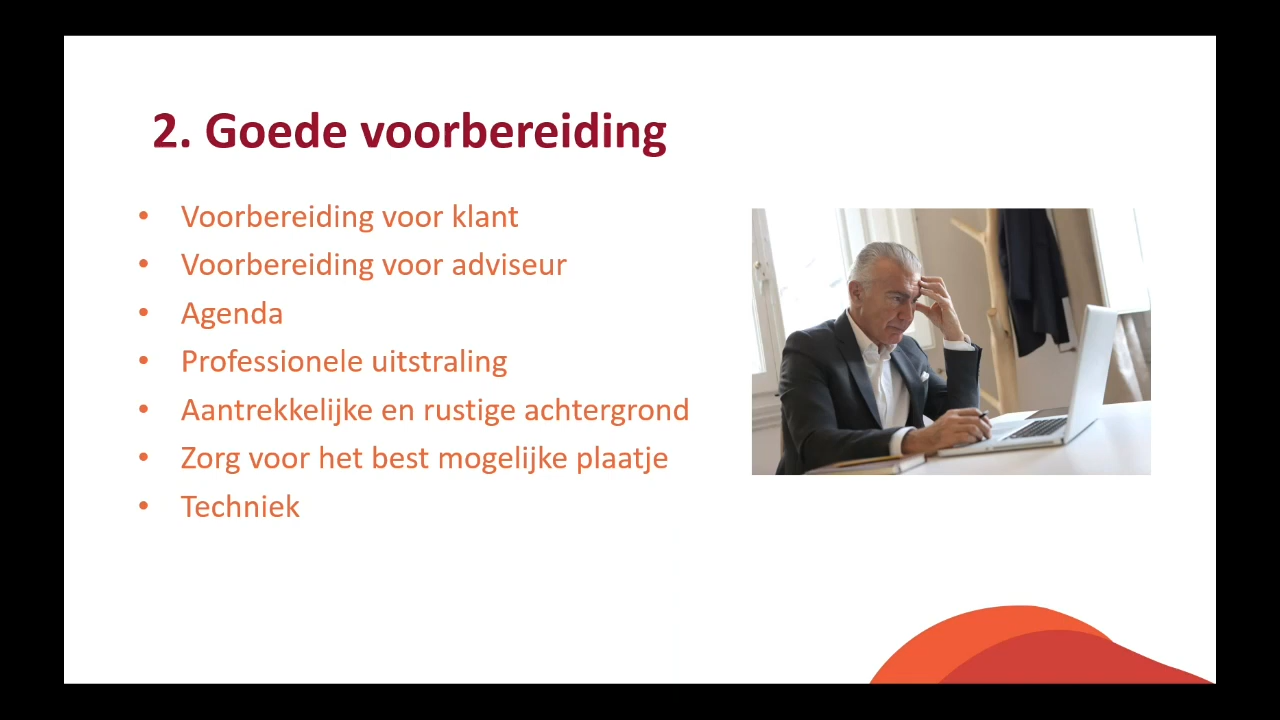 2. Goede voorbereiding
• Voorbereiding voor klant
• Voorbereiding voor adviseur
• Agenda
• Professionele uitstraling
• Aantrekkelijke en rustige achtergrond
• Zorg voor het best mogelijke plaatje
• Techniek